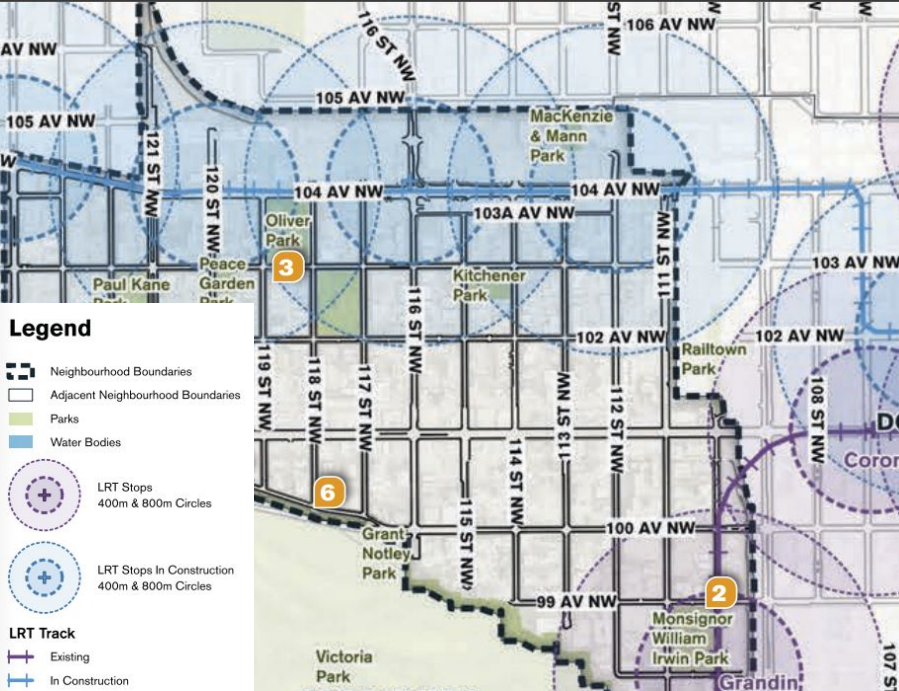 116 ST NW
ST NW
W
W
W
106 AV NW
AV NW
105 AV NW
105 AV NW
MacKenzie
& Mann
Park
121 ST NW
120 ST NW
W
104 AV NW
104 AV NW
103A AV NW
Oliver
Park
3
111 ST NW
Peace
Garden
Park
Paul Kane
Park
Kitchener
Park
103 AV NW
116 ST NW
102 AV NW
102 AV NW
Railtown
Park
119 ST NW
118 ST NW
117 ST NW
113 ST NW
112 ST NW
108 ST NW
114 ST NW
DO
Coron
6
115 ST NW
100 AV NW
Grant
Notley
Park
99 AV NW
2
Monsignor
William
Irwin Park
Victoria
Park
Grandin
107 ST
Legend
Neighbourhood Boundaries
Adjacent Neighbourhood Boundaries
Parks
Water Bodies
LRT Stops
400m & 800m Circles
LRT Stops In Construction
400m & 800m Circles
LRT Track
Existing
In Construction